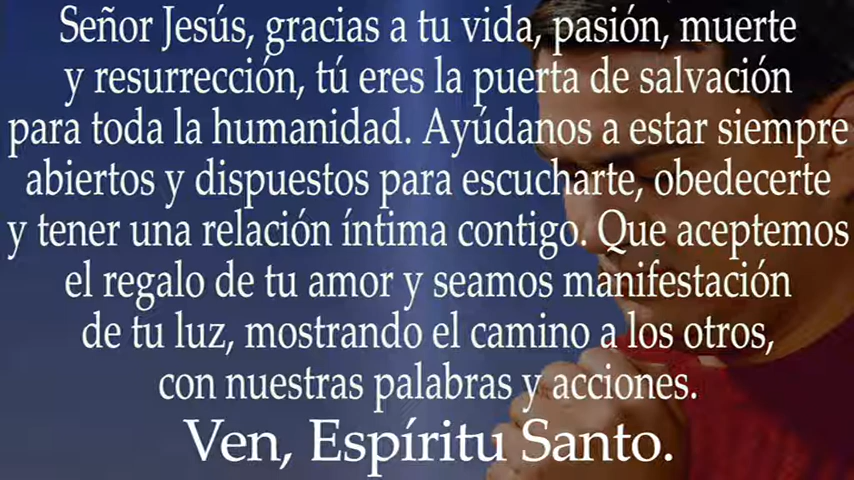 Señor Jesús, gracias a tu vida, pasión, muerte
y resurrección, tú eres la puerta de salvación
para toda la humanidad. Ayúdanos a estar siempre
abiertos y dispuestos para escucharte, obedecerte
y tener una relación íntima contigo. Que aceptemos
el regalo de tu amor y seamos manifestación
de tu luz, mostrando el camino a los otros,
con nuestras palabras y acciones.
Ven, Espíritu Santo.